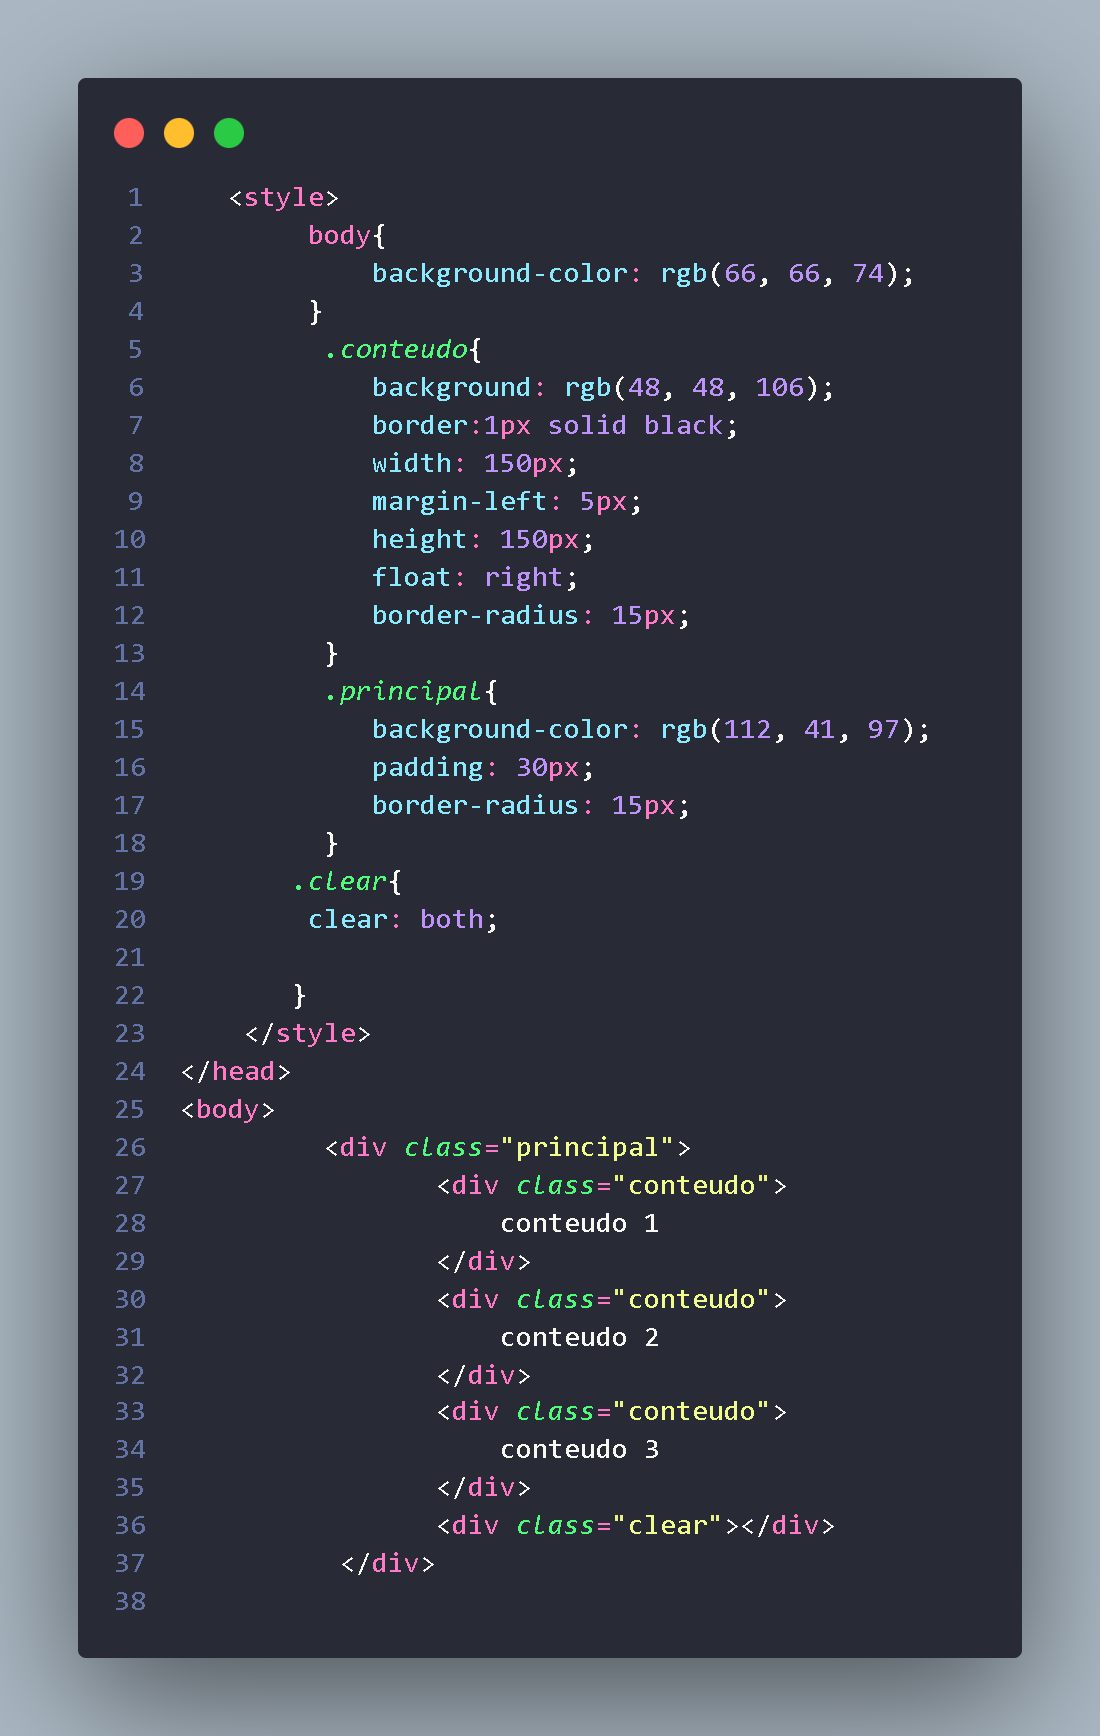 1 <style>
2 body{
3 background-color: rgb(66, 66, 74);
4 }
5 .conteudo{
6 background: rgb(48, 48, 106);
7 border:1px solid black;
8 width: 150px;
9 margin-left: 5px;
10 height: 150px;
11 float: right;
12 border-radius: 15px;
13 }
14 .principal{
15 background-color: rgb(112, 41, 97);
16 padding: 30px;
17 border-radius: 15px;
18 }
19 .clear{
20 clear: both;
21
22 }
23 </style>
24 </head>
25 <body>
26 <div class="principal">
27 <div class="conteudo">
28 conteudo 1
29 </div>
30 <div class="conteudo">
31 conteudo 2
32 </div>
33 <div class="conteudo">
34 conteudo 3
35 </div>
36 <div class="clear"></div>
37 </div>
38